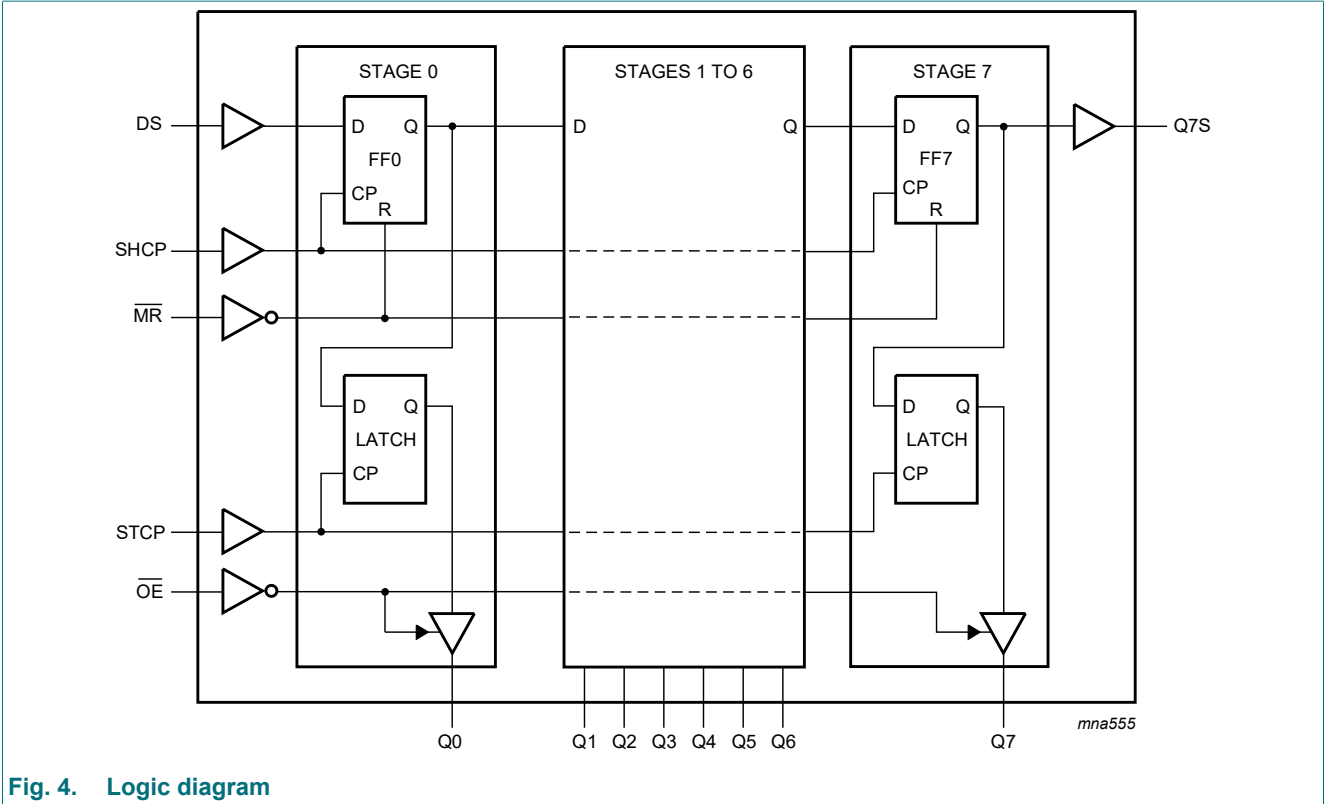 STAGE 0 STAGES 1 TO 6 STAGE 7
DS D Q D Q D Q Q7S
FF0 FF7
CP CP
R R
SHCP
MR
D Q D Q
LATCH LATCH
CP CP
STCP
OE
mna555
Q0 Q1 Q2 Q3 Q4 Q5 Q6 Q7
Fig. 4. Logic diagram